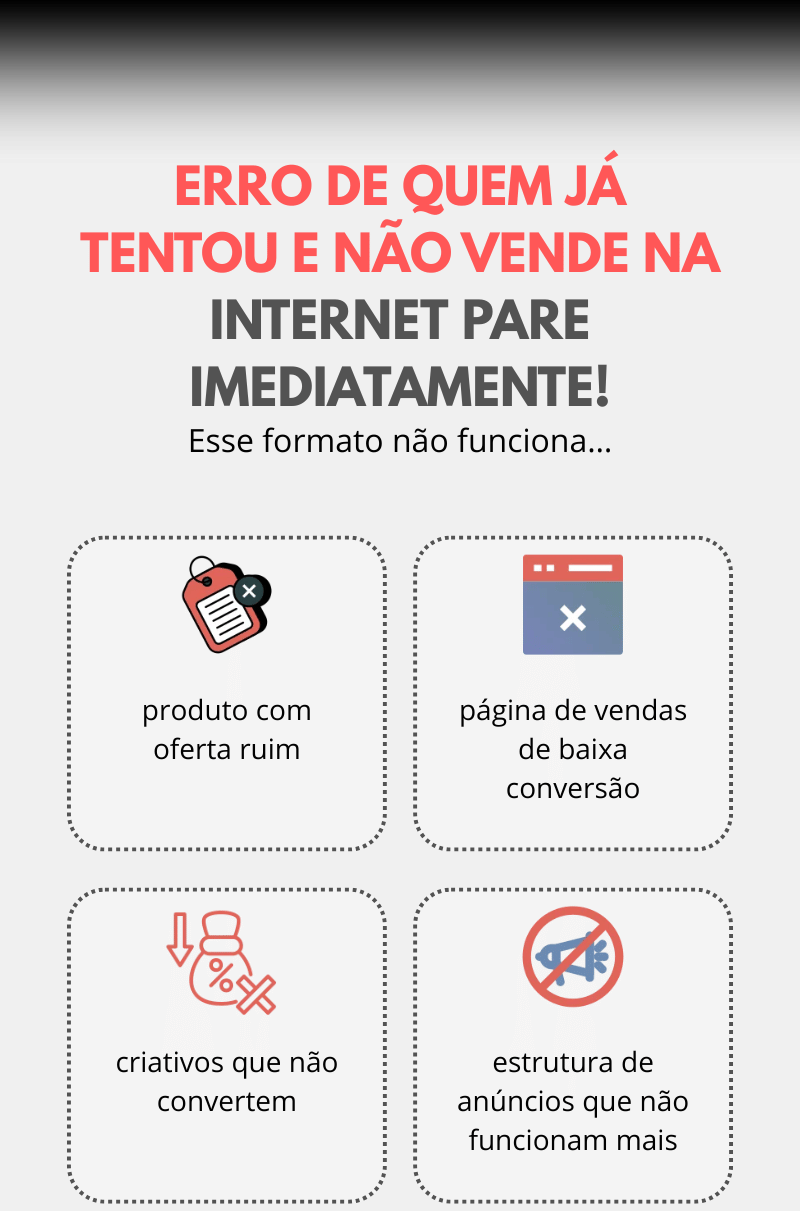 ERRO DE QUEM JÁ
TENTOU E NÃO VENDE NA
INTERNET PARE
IMEDIATAMENTE!
Esse formato não funciona...
produto com
oferta ruim
página de vendas
de baixa
conversão
%
criativos que não
convertem
estrutura de
anúncios que não
funcionam mais